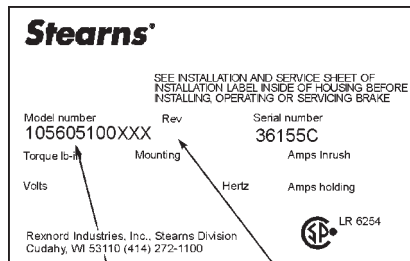 Stearns
SEE INSTALLATION AND SERVICE SHEET OF
INSTALLATION LABEL INSIDE OF HOUSING BEFORE
INSTALLING, OPERATING OR SERVICING BRAKE
Model number Rev Serial number
105605100XXX 36155C
Torque lb-in Mounting Amps Inrush
Volts Hertz Amps holding
LR 6254
Rexnord Industries, Inc., Stearns Division
Cudahy, WI 53110 (414) 272-1100